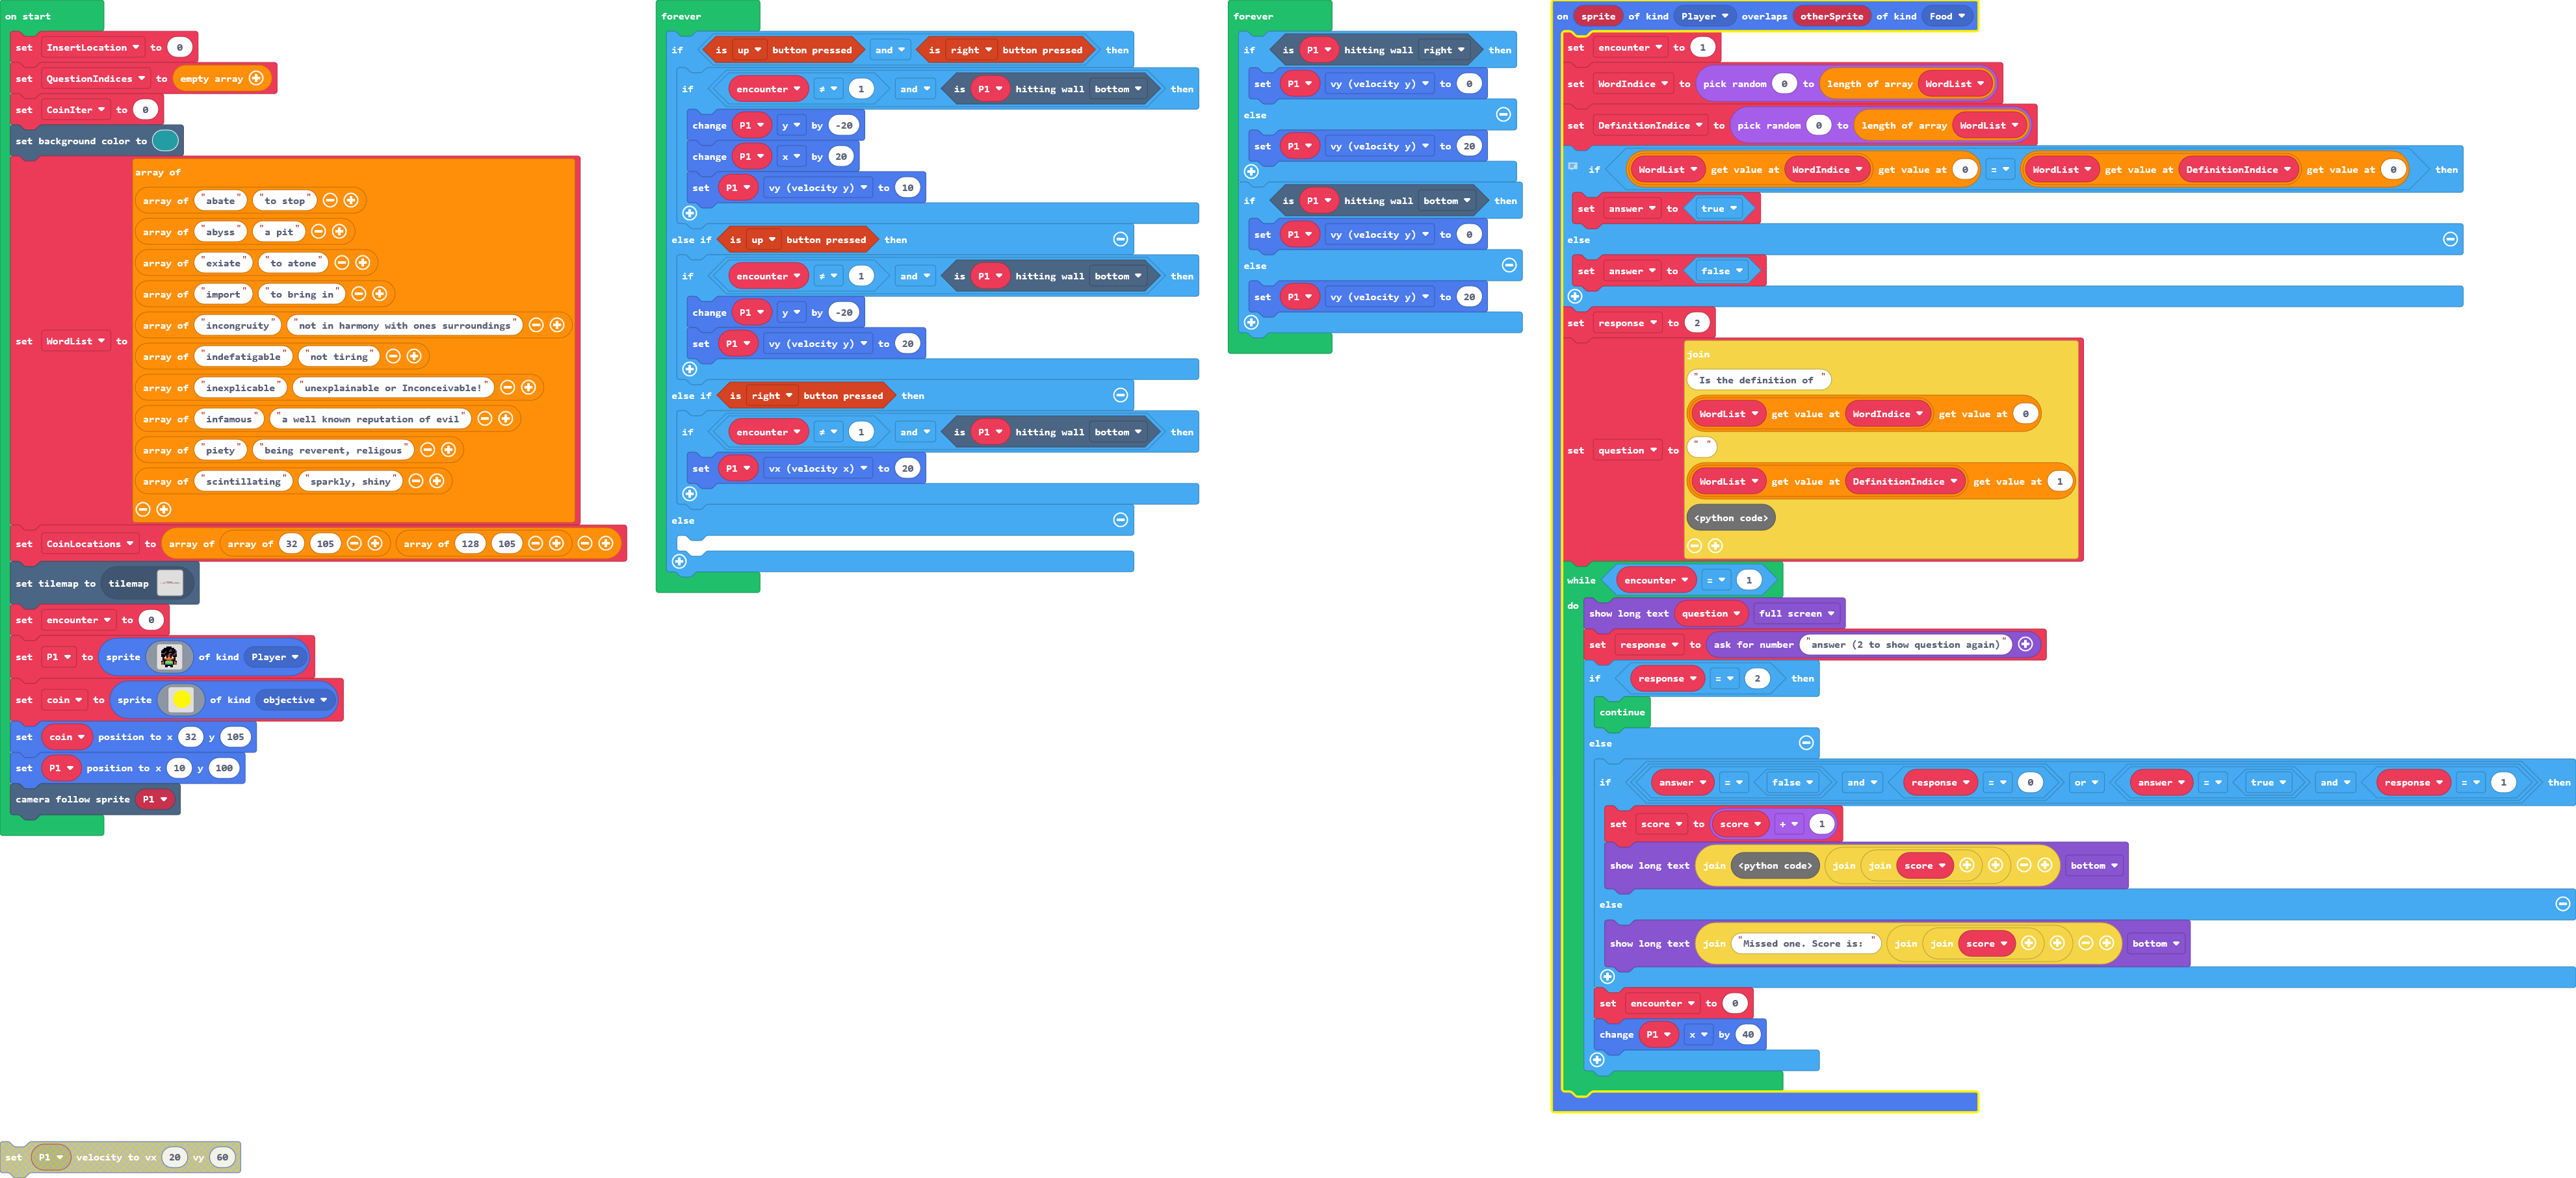 on start
set InsertLocation to 0
set QuestionIndices to empty array
set CoinIter to 0
set background color to
set WordList to
array of
array of "abate" "to stop"
array of "abyss" "a pit"
array of "exiate" "to atone"
array of "import" "to bring in"
array of "incongruity" "not in harmony with ones surroundings"
array of "indefatigable" "not tiring"
array of "inexplicable" "unexplainable or Inconceivable!"
array of "infamous" "a well known reputation of evil"
array of "piety" "being reverent, religous "
array of "scintillating" "sparkly, shiny"
set CoinLocations to array of array of 32 105 array of 128 105
set tilemap to tilemap
set encounter to 0
set P1 to sprite of kind Player
set coin to sprite of kind objective
set coin position to x 32 y 105
set P1 position to x 10 y 100
camera follow sprite P1
set P1 velocity to vx 20 vy 60
forever
if is up button pressed and is right button pressed then
if encounter ≠ 1 and is P1 hitting wall bottom then
change P1 y by -20
change P1 x by 20
set P1 vy (velocity y) to 10
else if is up button pressed then
if encounter ≠ 1 and is P1 hitting wall bottom then
change P1 y by -20
set P1 vy (velocity y) to 20
else if is right button pressed then
if encounter ≠ 1 and is P1 hitting wall bottom then
set P1 vx (velocity x) to 20
else
forever
if is P1 hitting wall right then
set P1 vy (velocity y) to 0
else
set P1 vy (velocity y) to 20
if is P1 hitting wall bottom then
set P1 vy (velocity y) to 0
else
set P1 vy (velocity y) to 20
on sprite of kind Player overlaps otherSprite of kind Food
set encounter to 1
set WordIndice to pick random 0 to length of array WordList
set DefinitionIndice to pick random 0 to length of array WordList
if WordList get value at WordIndice get value at 0 = WordList get value at DefinitionIndice get value at 0 then
set answer to true
else
set answer to false
set response to 2
set question to
join
"Is the definition of "
WordList get value at WordIndice get value at 0
" "
WordList get value at DefinitionIndice get value at 1
<python code>
while encounter = 1
do
show long text question full screen
set response to ask for number "answer (2 to show question again)"
if response = 2 then
continue
else
if answer = false and response = 0 or answer = true and response = 1 then
set score to score + 1
show long text join <python code> join join score bottom
else
show long text join "Missed one. Score is: " join join score bottom
set encounter to 0
change P1 x by 40